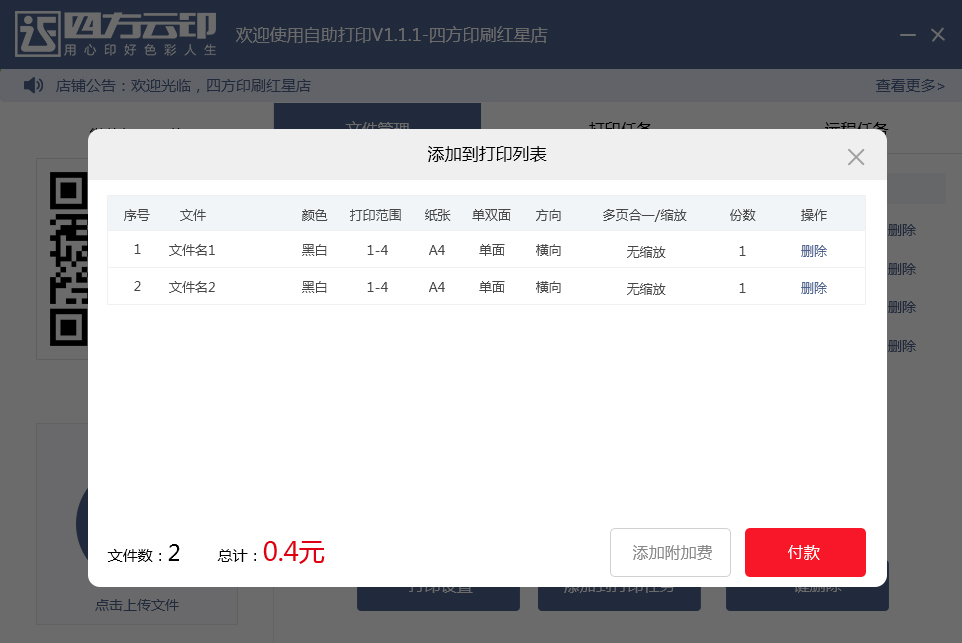 四方云印
用心印好色彩人生
欢迎使用自助打印V1.1.1-四方印刷红星店
店铺公告：欢迎光临，四方印刷红星店
查看更多>
文件管理
打印任务
远程任务
添加到打印列表
序号 文件 颜色 打印范围 纸张 单双面 方向 多页合一/缩放 份数 操作
1 文件名1 黑白 1-4 A4 单面 横向 无缩放 1 删除
2 文件名2 黑白 1-4 A4 单面 横向 无缩放 1 删除
删除
删除
删除
删除
文件数：2 总计：0.4元
添加附加费
付款
点击上传文件
打印设置
添加到打印任务
键删除